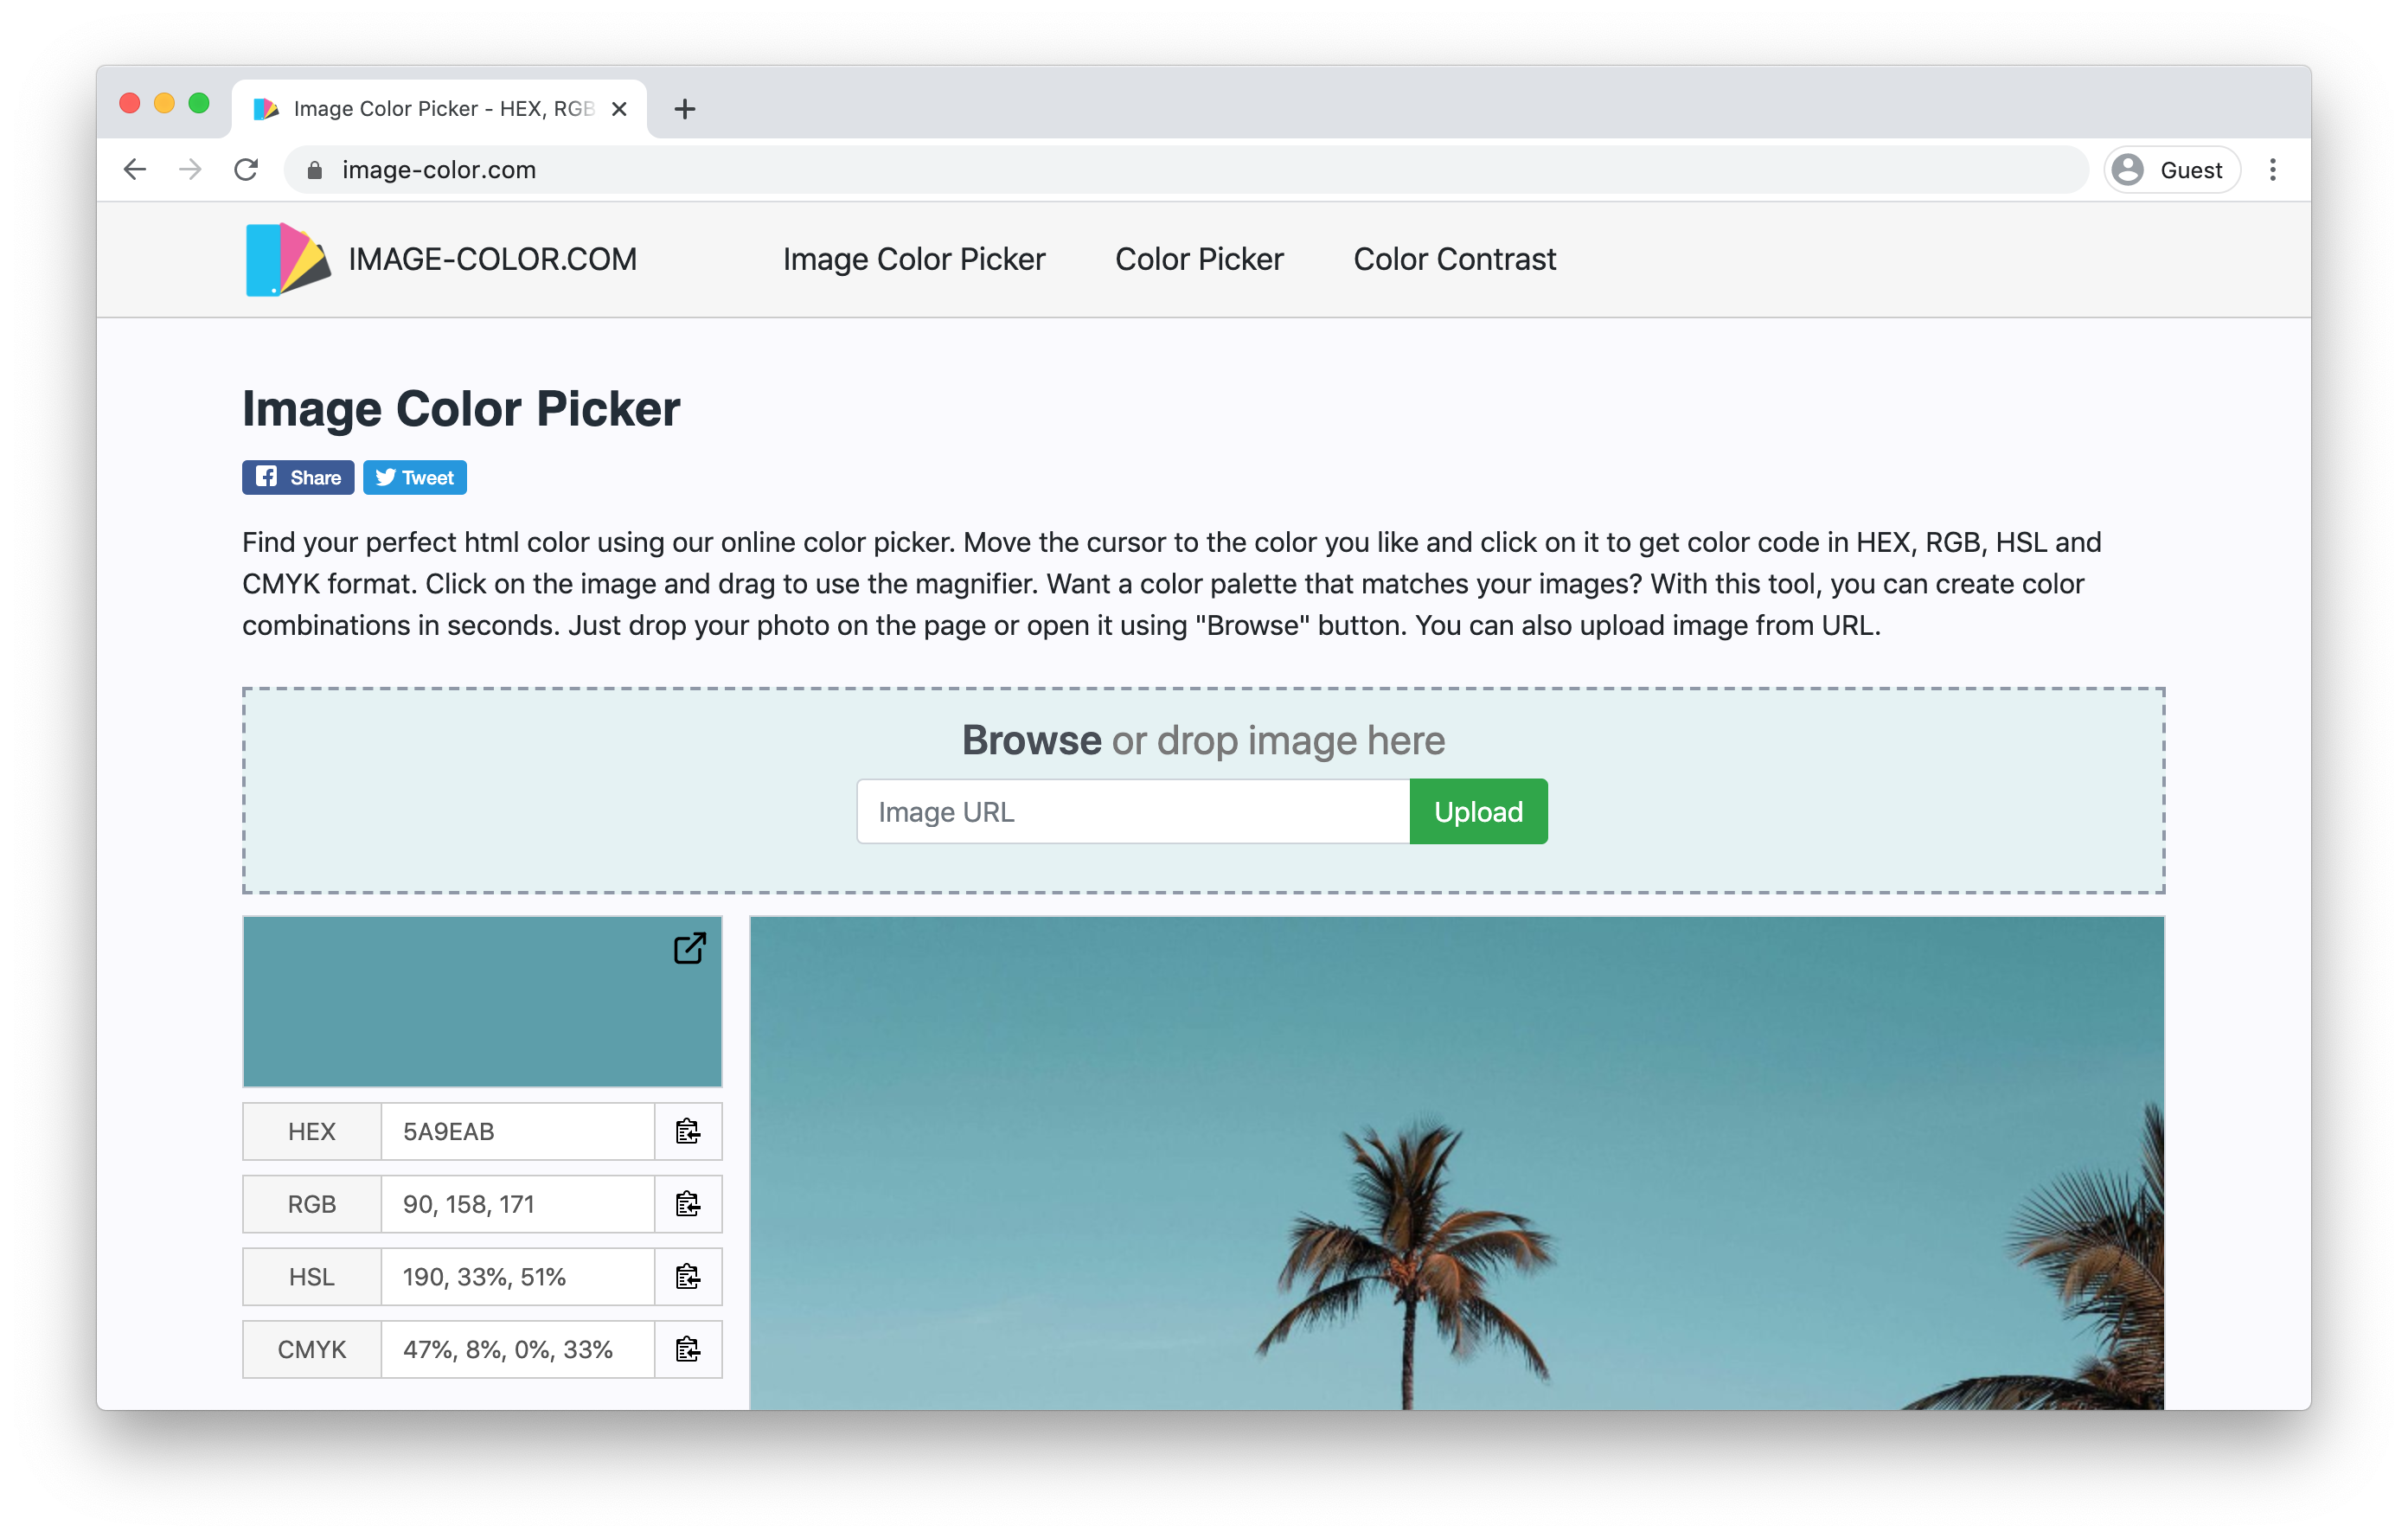 Image Color Picker - HEX, RGB
image-color.com
Guest
IMAGE-COLOR.COM
Image Color Picker
Color Picker
Color Contrast
Image Color Picker
Share
Tweet
Find your perfect html color using our online color picker. Move the cursor to the color you like and click on it to get color code in HEX, RGB, HSL and
CMYK format. Click on the image and drag to use the magnifier. Want a color palette that matches your images? With this tool, you can create color
combinations in seconds. Just drop your photo on the page or open it using "Browse" button. You can also upload image from URL.
Browse or drop image here
Image URL
Upload
HEX 5A9EAB
RGB 90, 158, 171
HSL 190, 33%, 51%
CMYK 47%, 8%, 0%, 33%